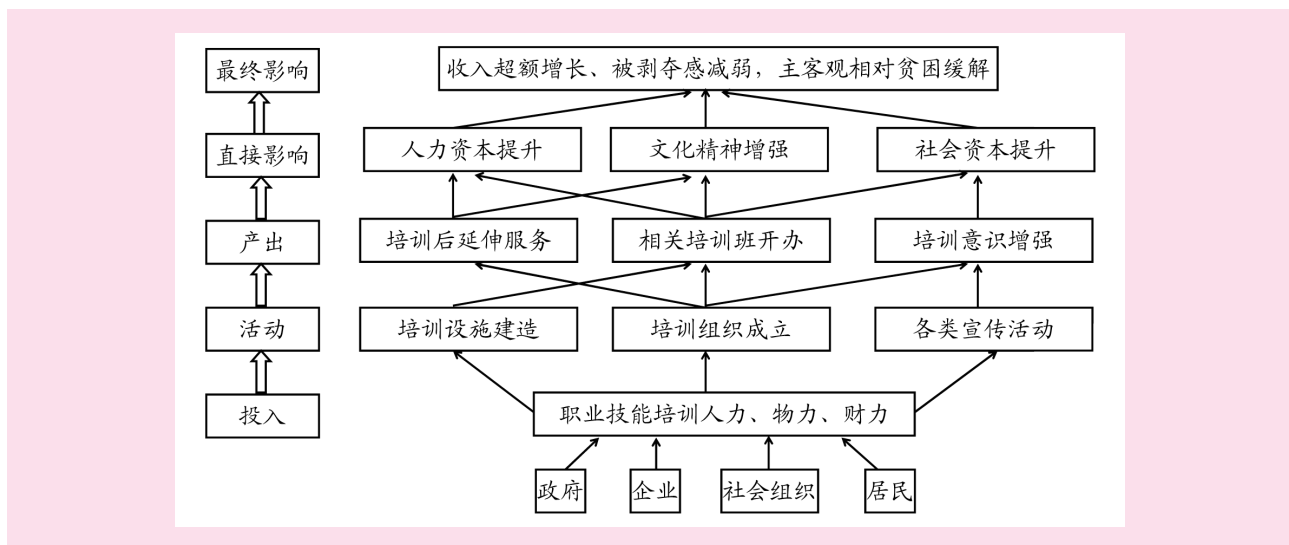 最终影响
收入超额增长、被剥夺感减弱，主客观相对贫困缓解
直接影响
人力资本提升
文化精神增强
社会资本提升
产出
培训后延伸服务
相关培训班开办
培训意识增强
活动
培训设施建造
培训组织成立
各类宣传活动
投入
职业技能培训人力、物力、财力
政府
企业
社会组织
居民